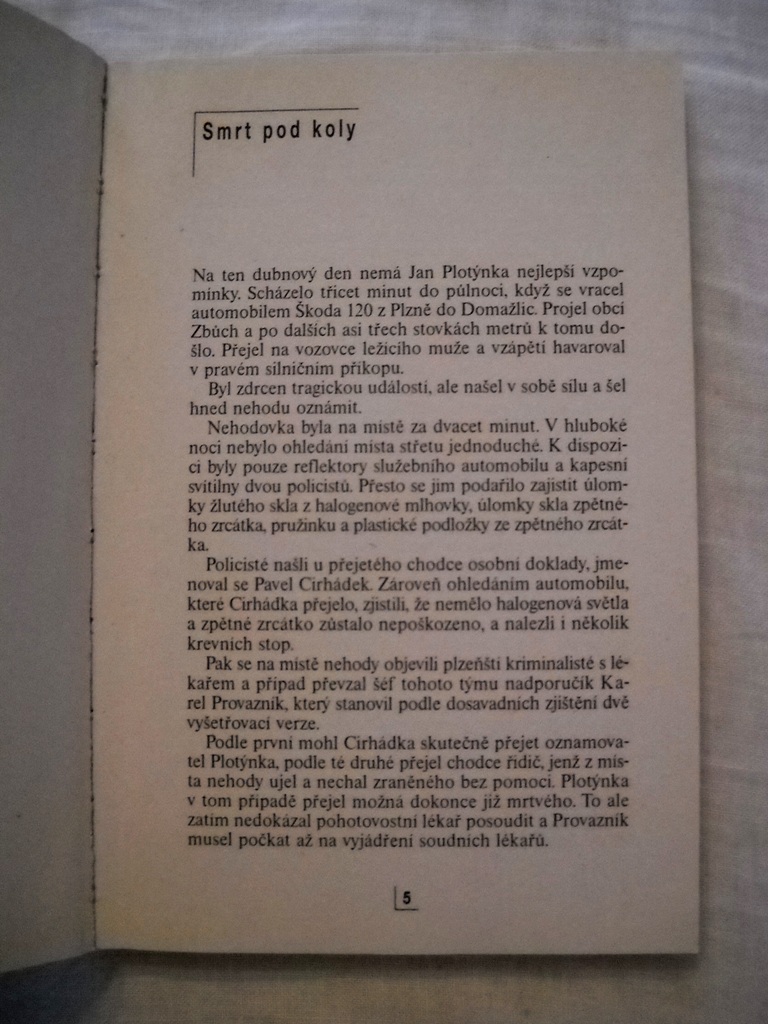 Smrt pod koly
Na ten dubnový den nemá Jan Plotýnka nejlepší vzpo-
mínky. Scházelo třicet minut do půlnoci, když se vracel
automobilem Škoda 120 z Plzně do Domažlic. Projel obcí
Zbůch a po dalších asi třech stovkách metrů k tomu do-
šlo. Přejel na vozovce ležícího muže a vzápětí havaroval
v pravém silničním příkopu.
Byl zdrcen tragickou událostí, ale našel v sobě sílu a šel
hned nehodu oznámit.
Nehodovka byla na místě za dvacet minut. V hluboké
noci nebylo ohledání místa střetu jednoduché. K dispozi-
ci byly pouze reflektory služebního automobilu a kapesní
svítilny dvou policistů. Přesto se jim podařilo zajistit úlom-
ky žlutého skla z halogenové mlhovky, úlomky skla zpětné-
ho zrcátka, pružinku a plastické podložky ze zpětného zrcát-
ka.
Policisté našli u přejetého chodce osobní doklady, jme-
noval se Pavel Cirhádek. Zároveň ohledáním automobilu,
které Cirhádka přejelo, zjistili, že nemělo halogenová světla
a zpětné zrcátko zůstalo nepoškozeno, a nalezli i několik
krevních stop.
Pak se na místě nehody objevili plzeňští kriminalisté s lé-
kařem a případ převzal šéf tohoto týmu nadporučík Ka-
rel Provazník, který stanovil podle dosavadních zjištění dvě
vyšetřovací verze.
Podle první mohl Cirhádka skutečně přejet oznamova-
tel Plotýnka, podle té druhé přejel chodce řidič, jenž z mís-
ta nehody ujel a nechal zraněného bez pomoci. Plotýnka
v tom případě přejel možná dokonce již mrtvého. To ale
zatím nedokázal pohotovostní lékař posoudit a Provazník
musel počkat až na vyjádření soudních lékařů.
5